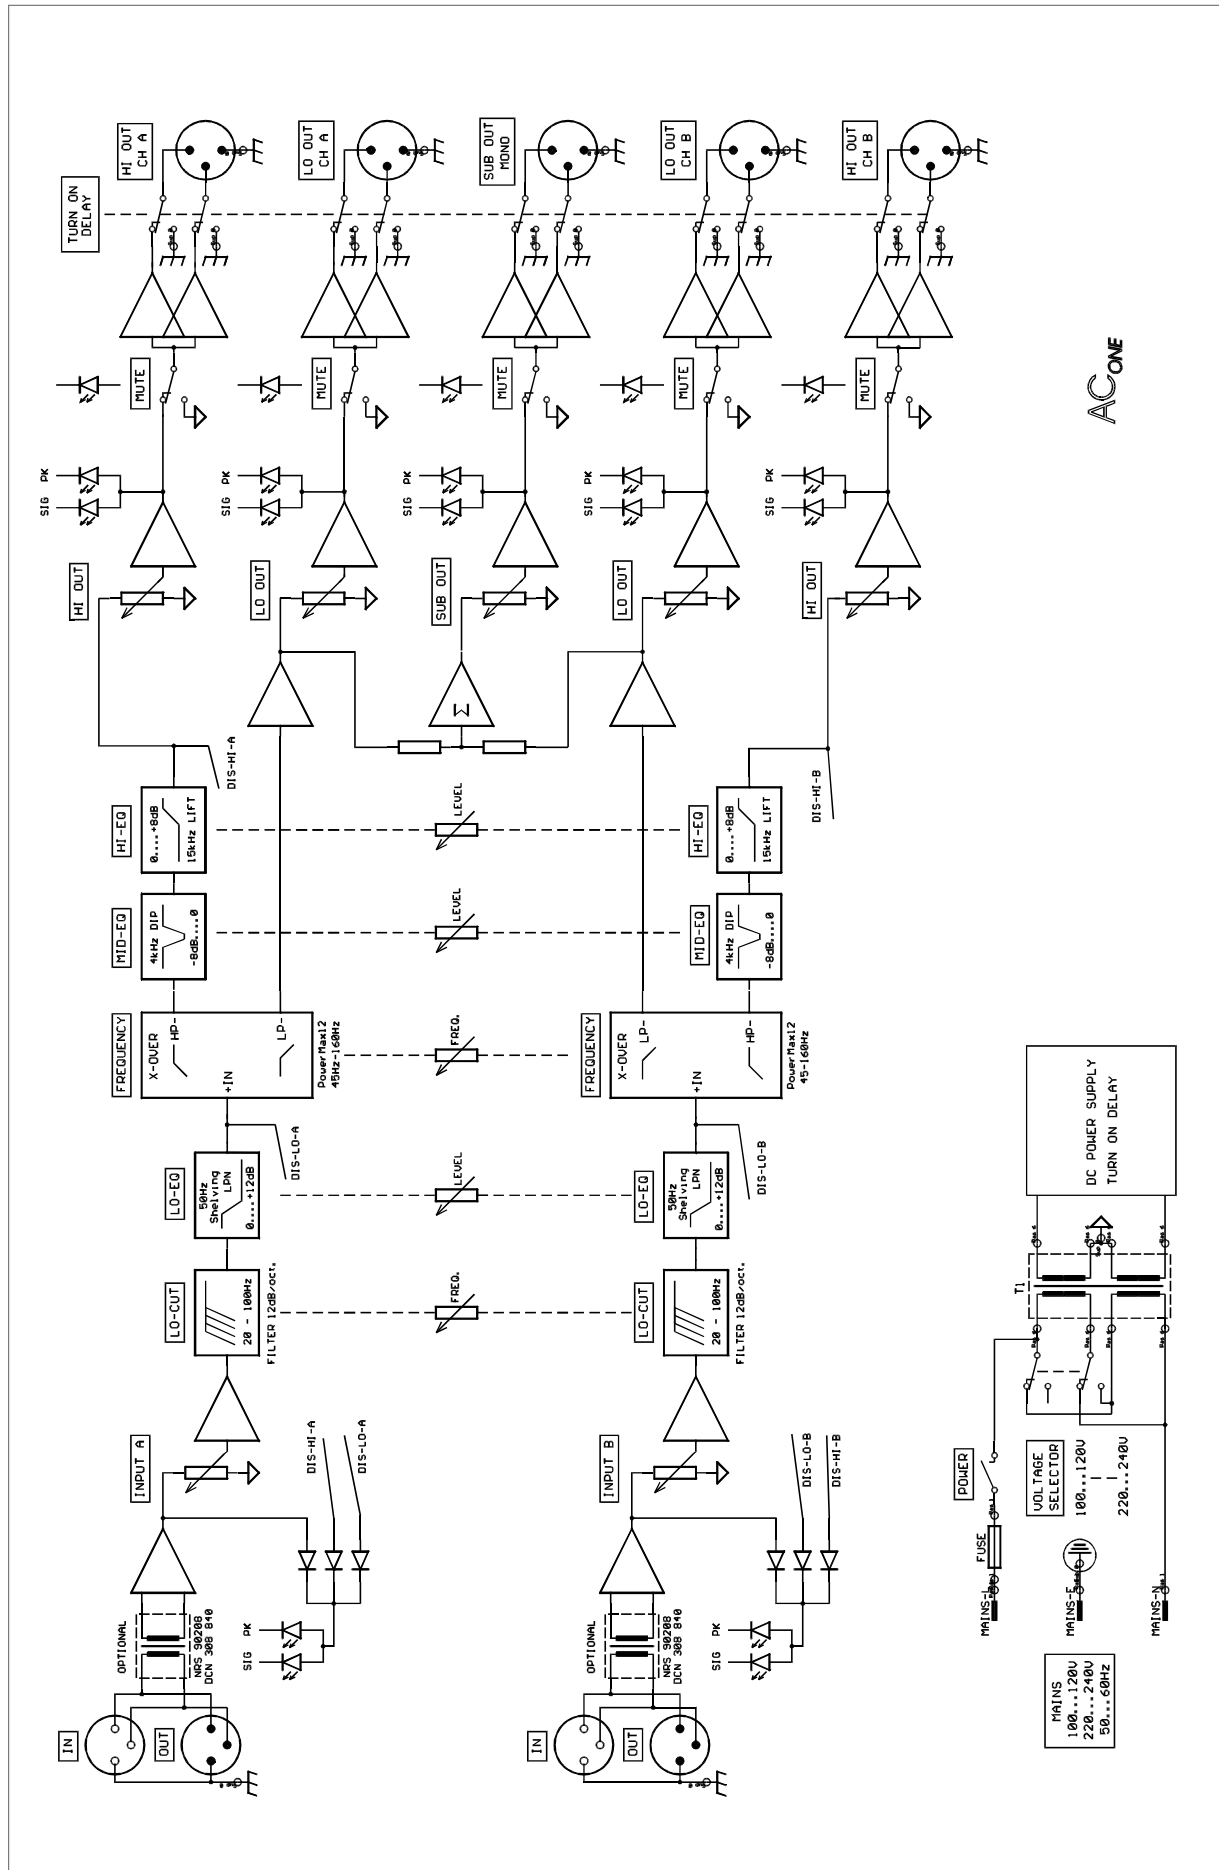 IN
OUT
OPTIONAL
NRS 90208
DCN 308 840
SIG
PK
INPUT A
DIS-HI-A
DIS-LO-A
LO-CUT
20 - 100Hz
FILTER 12dB/oct.
LO-EQ
50Hz
Shelving
LPN
0....+12dB
DIS-LO-A
FREQUENCY
X-OVER
HP-
+IN
LP-
PowerMax12
45Hz-160Hz
MID-EQ
4kHz DIP
-8dB....0
HI-EQ
0....+8dB
15kHz LIFT
DIS-HI-A
HI OUT
SIG
PK
MUTE
TURN ON
DELAY
HI OUT
CH A
LO OUT
SIG
PK
MUTE
LO OUT
CH A
FREQ.
LEVEL
FREQ.
LEVEL
LEVEL
Σ
SUB OUT
SIG
PK
MUTE
SUB OUT
MONO
IN
OUT
OPTIONAL
NRS 90208
DCN 308 840
SIG
PK
INPUT B
DIS-LO-B
DIS-HI-B
LO-CUT
20 - 100Hz
FILTER 12dB/oct.
LO-EQ
50Hz
Shelving
LPN
0....+12dB
DIS-LO-B
FREQUENCY
X-OVER
LP-
+IN
HP-
PowerMax12
45-160Hz
MID-EQ
4kHz DIP
-8dB....0
HI-EQ
0....+8dB
15kHz LIFT
DIS-HI-B
LO OUT
SIG
PK
MUTE
LO OUT
CH B
HI OUT
SIG
PK
MUTE
HI OUT
CH B
MAINS
100...120V
220...240V
50...60Hz
MAINS-L
FUSE
POWER
MAINS-E
MAINS-N
VOLTAGE
SELECTOR
100...120V
220...240V
T1
DC POWER SUPPLY
TURN ON DELAY
AC ONE